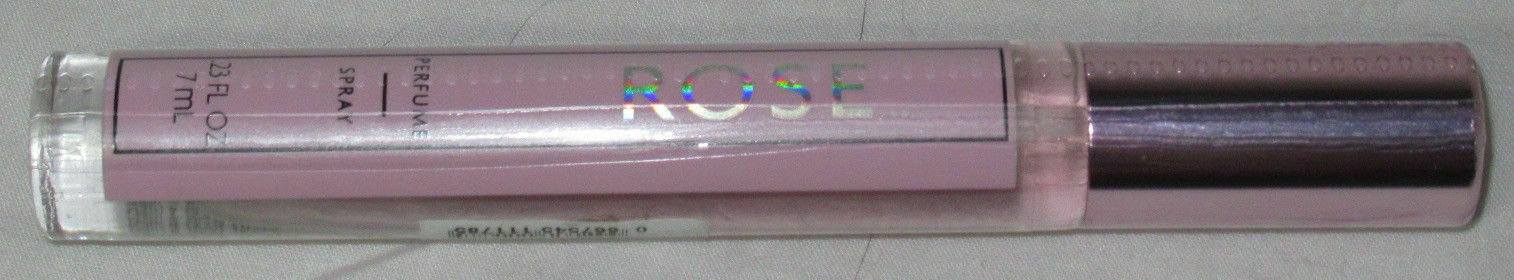 ROSE
PERFUME
SPRAY
.23 FL OZ
7 mL